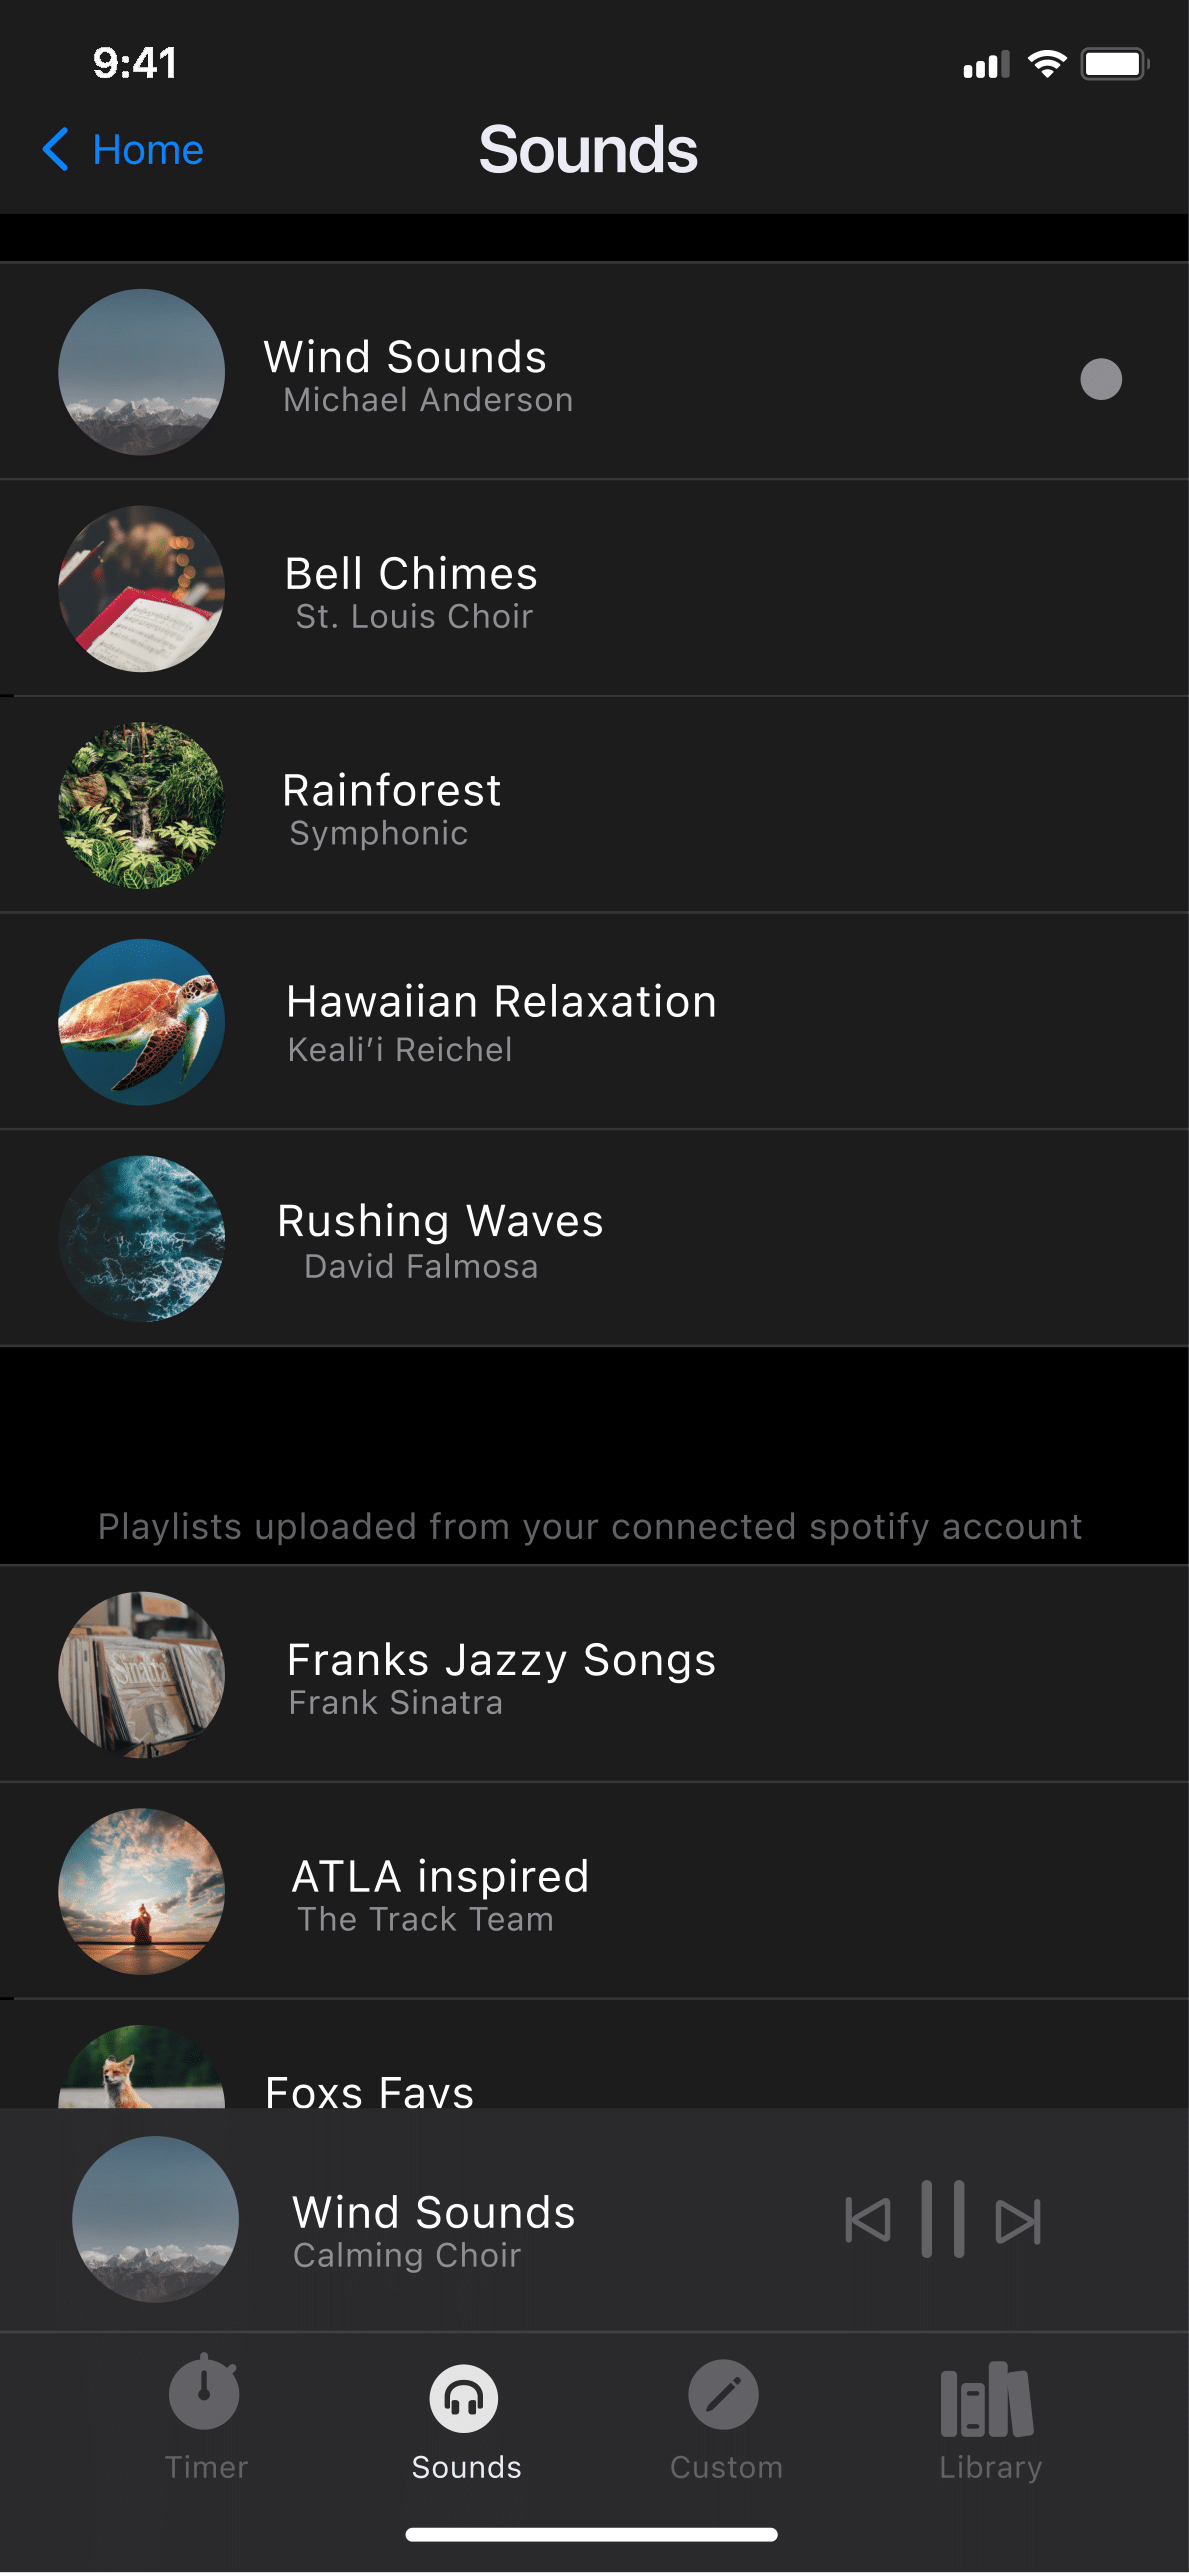 9:41
Home
Sounds
Wind Sounds
Michael Anderson
Bell Chimes
St. Louis Choir
Rainforest
Symphonic
Hawaiian Relaxation
Keali’i Reichel
Rushing Waves
David Falmosa
Playlists uploaded from your connected spotify account
Sinatra
Franks Jazzy Songs
Frank Sinatra
ATLA inspired
The Track Team
Foxs Favs
Wind Sounds
Calming Choir
Timer
Sounds
Custom
Library